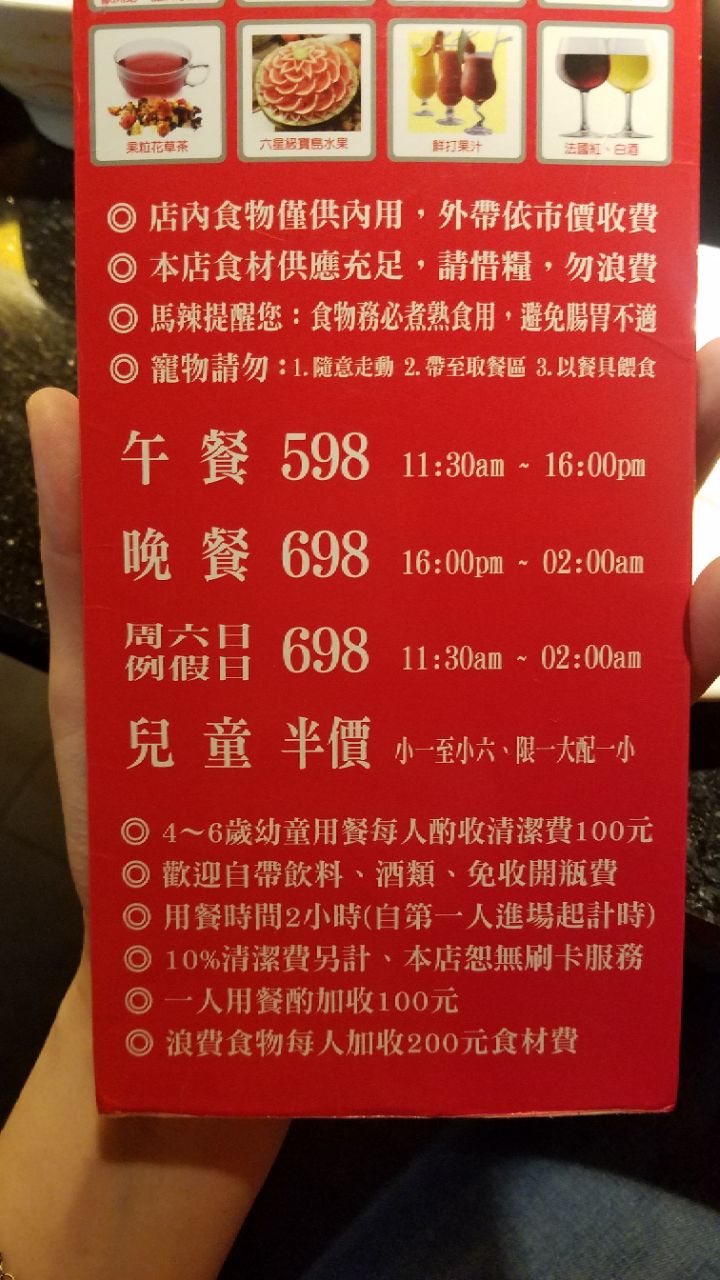 果粒花草茶
六星級寶島水果
鮮打果汁
法國紅、白酒
◎ 店內食物僅供內用，外帶依市價收費
◎ 本店食材供應充足，請惜糧，勿浪費
◎ 馬辣提醒您：食物務必煮熟食用，避免腸胃不適
◎ 寵物請勿：1.隨意走動 2.帶至取餐區 3.以餐具餵食
午餐 598 11:30am ~ 16:00pm
晚餐 698 16:00pm ~ 02:00am
周六日
例假日 698 11:30am ~ 02:00am
兒童 半價 小一至小六、限一大配一小
◎ 4～6歲幼童用餐每人酌收清潔費100元
◎ 歡迎自帶飲料、酒類、免收開瓶費
◎ 用餐時間2小時(自第一人進場起計時)
◎ 10%清潔費另計、本店恕無刷卡服務
◎ 一人用餐酌加收100元
◎ 浪費食物每人加收200元食材費